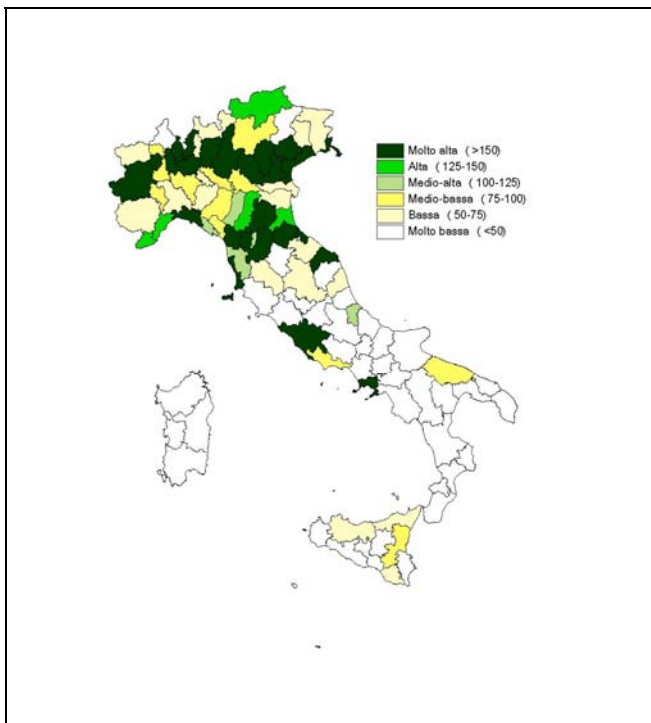 Molto alta (>150)
Alta (125-150)
Medio-alta (100-125)
Medio-bassa (75-100)
Bassa (50-75)
Molto bassa (<50)